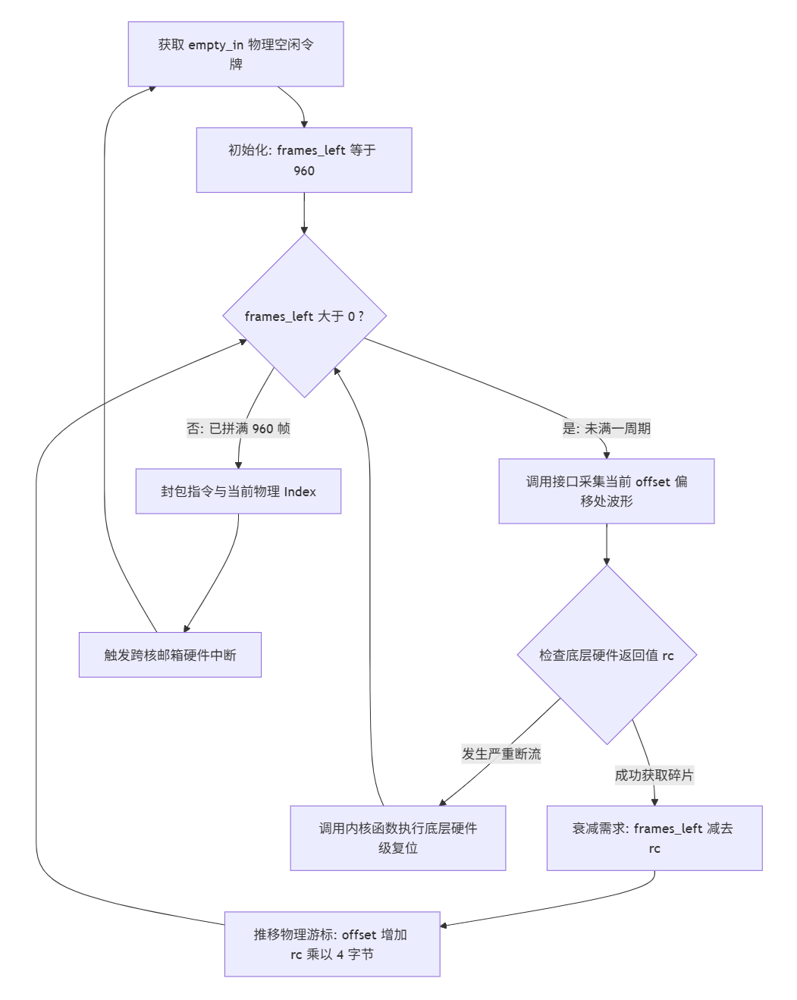 获取 empty_in 物理空闲令
牌
初始化: frames_left 等于
960
frames_left 大于 0 ?
否: 已拼满 960 帧
是: 未满一周期
封包指令与当前物理 Index
调用接口采集当前 offset 偏
移处波形
触发跨核邮箱硬件中断
检查底层硬件返回值 rc
发生严重断流
成功获取碎片
调用内核函数执行底层硬件
级复位
衰减需求: frames_left 减去
rc
推移物理游标: offset 增加
rc 乘以 4 字节